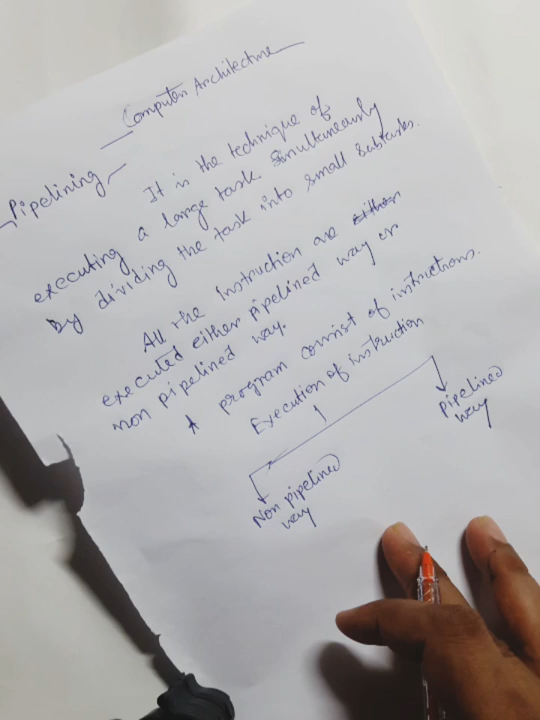 Computer Architecture
Pipelining
It is the technique of
executing a large task. Simultaneously
by dividing the task into small Subtasks.
All the Instruction are either
executed either pipelined way or
non pipelined way.
A program consist of instructions.
Execution of instruction
Non pipelined
way
Pipelined
way